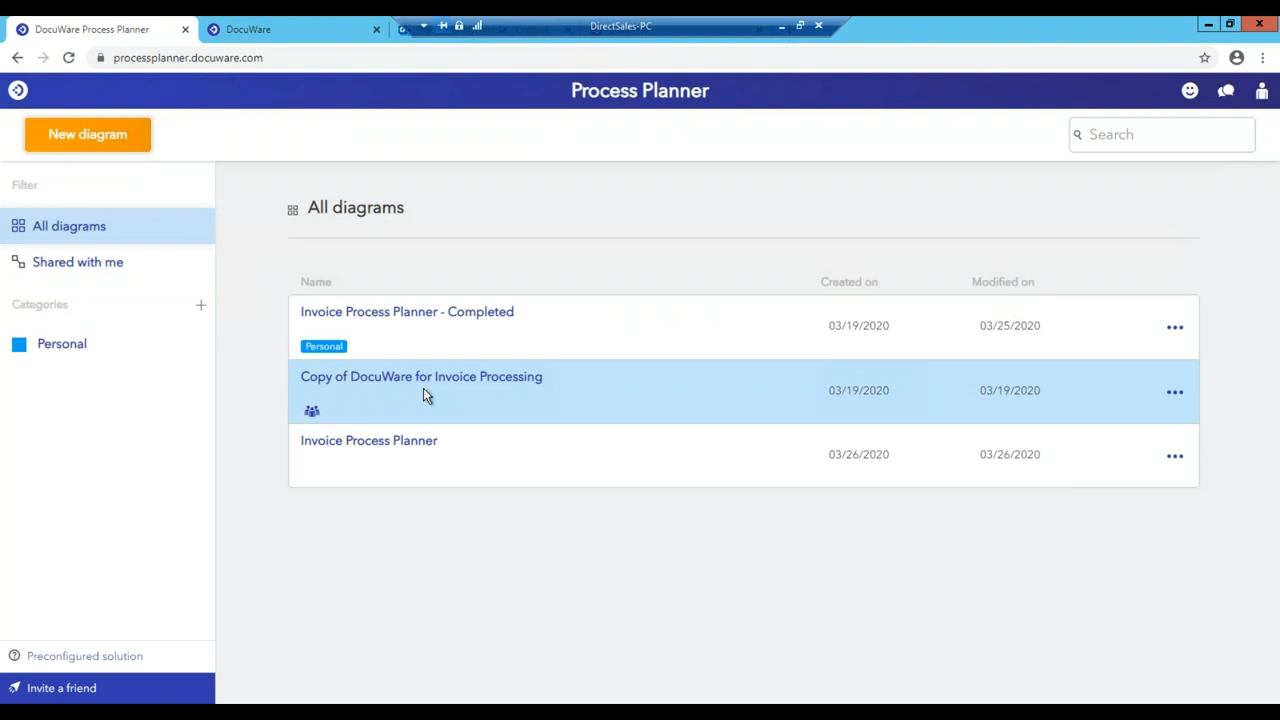 DocuWare Process Planner
DocuWare
DirectSales-PC
processplanner.docuware.com
Process Planner
New diagram
Search
Filter
All diagrams
Shared with me
Categories
Personal
Preconfigured solution
Invite a friend
All diagrams
Name Created on Modified on
Invoice Process Planner - Completed 03/19/2020 03/25/2020
Personal
Copy of DocuWare for Invoice Processing 03/19/2020 03/19/2020
Invoice Process Planner 03/26/2020 03/26/2020